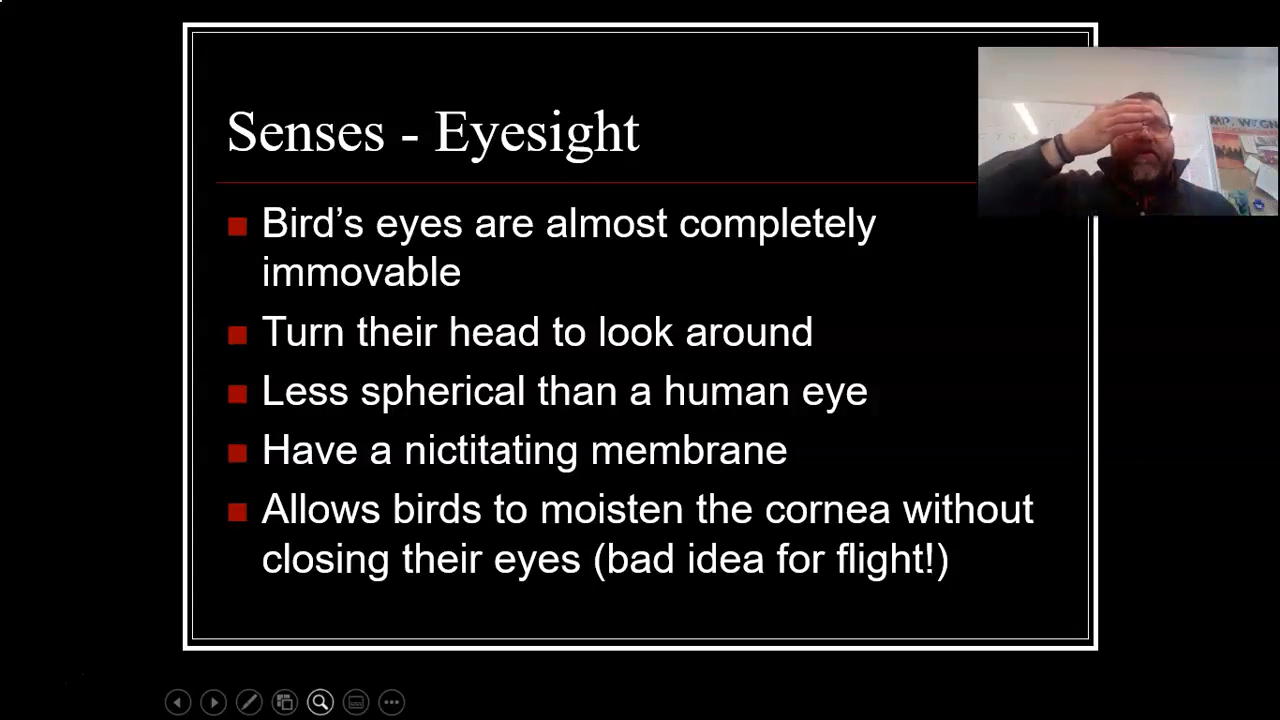 Senses - Eyesight
Bird’s eyes are almost completely
immovable
Turn their head to look around
Less spherical than a human eye
Have a nictitating membrane
Allows birds to moisten the cornea without
closing their eyes (bad idea for flight!)